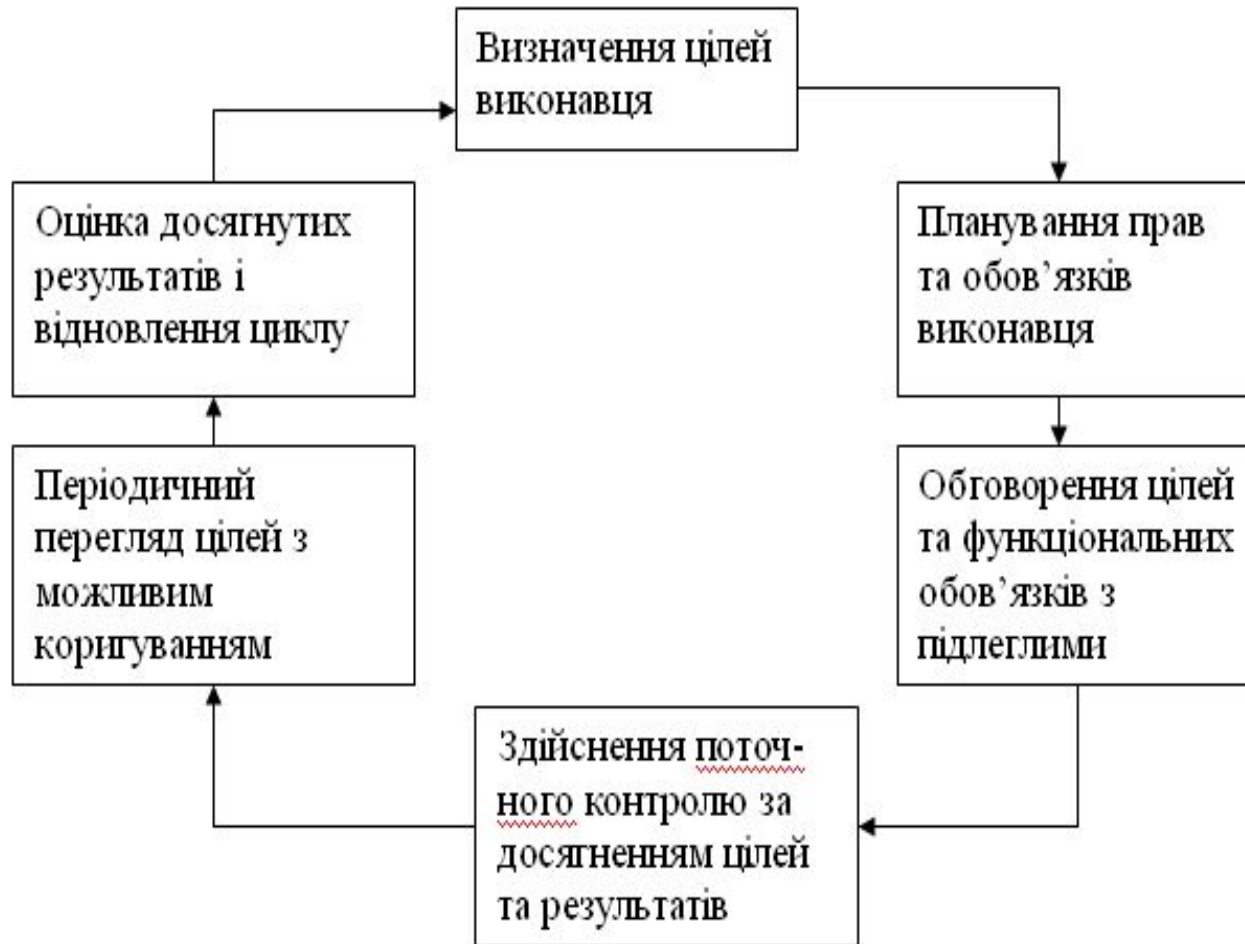 Визначення цілей
виконавця
Планування прав
та обов’язків
виконавця
Обговорення цілей
та функціональних
обов’язків з
підлеглими
Здійснення поточ-
ного контролю за
досягненням цілей
та результатів
Періодичний
перегляд цілей з
можливим
коригуванням
Оцінка досягнутих
результатів і
відновлення циклу